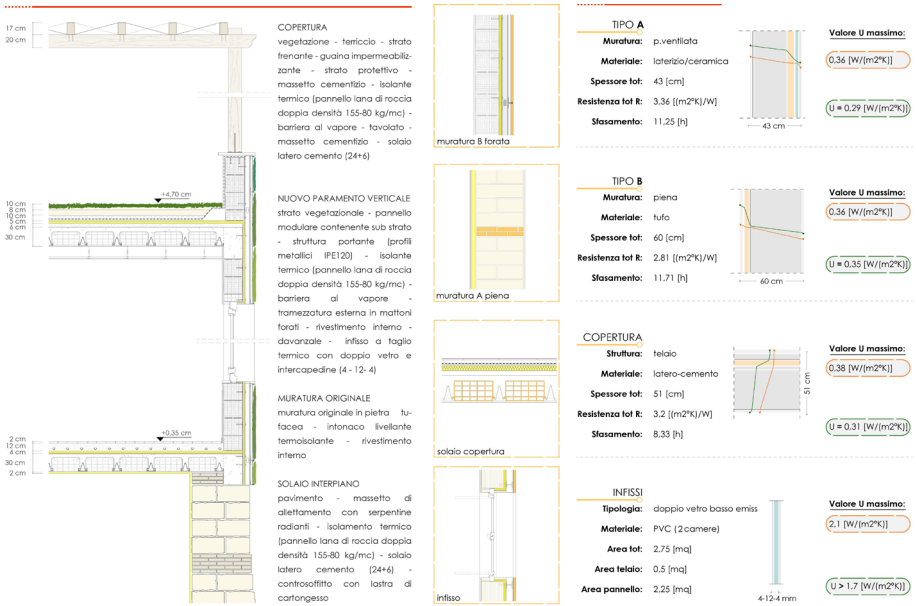 17 cm
20 cm
+4,70 cm
10 cm
8 cm
10 cm
5 cm
6 cm
30 cm
+0,35 cm
2 cm
12 cm
4 cm
30 cm
2 cm
COPERTURA
vegetazione - terriccio - strato
frenante - guaina impermeabiliz-
zante - strato protettivo -
massetto cementizio - isolante
termico (pannello lana di roccia
doppia densità 155-80 kg/mc) -
barriera al vapore - tavolato -
massetto cementizio - solaio
latero cemento (24+6)
NUOVO PARAMENTO VERTICALE
strato vegetazionale - pannello
modulare contenente sub strato
- struttura portante (profili
metallici IPE120) - isolante
termico (pannello lana di roccia
doppia densità 155-80 kg/mc) -
barriera al vapore -
tramezzatura esterna in mattoni
forati - rivestimento interno -
davanzale - infisso a taglio
termico con doppio vetro e
intercapedine (4 - 12- 4)
MURATURA ORIGINALE
muratura originale in pietra tu-
facea - intonaco livellante
termoisolante - rivestimento
interno
SOLAIO INTERPIANO
pavimento - massetto di
allettamento con serpentine
radianti - isolamento termico
(pannello lana di roccia doppia
densità 155-80 kg/mc) - solaio
latero cemento (24+6) -
controsoffitto con lastra di
cartongesso
muratura B forata
muratura A piena
solaio copertura
infisso
TIPO A
Muratura: p.ventilata
Materiale: laterizio/ceramica
Spessore tot: 43 [cm]
Resistenza tot R: 3,36 [(m2°K)/W]
Sfasamento: 11,25 [h]
43 cm
Valore U massimo:
0.36 [W/(m2°K)]
U = 0,29 [W/(m2°K)]
TIPO B
Muratura: piena
Materiale: tufo
Spessore tot: 60 [cm]
Resistenza tot R: 2.81 [(m2°K)/W]
Sfasamento: 11.71 [h]
60 cm
Valore U massimo:
0.36 [W/(m2°K)]
U = 0,35 [W/(m2°K)]
COPERTURA
Struttura: telaio
Materiale: latero-cemento
Spessore tot: 51 [cm]
Resistenza tot R: 3.2 [(m2°K)/W]
Sfasamento: 8,33 [h]
51 cm
Valore U massimo:
0.38 [W/(m2°K)]
U = 0,31 [W/(m2°K)]
INFISSI
Tipologia: doppio vetro basso emiss
Materiale: PVC (2 camere)
Area tot: 2.75 [mq]
Area telaio: 0,5 [mq]
Area pannello: 2,25 [mq]
4-12-4 mm
Valore U massimo:
2,1 [W/(m2°K)]
U > 1,7 [W/(m2°K)]